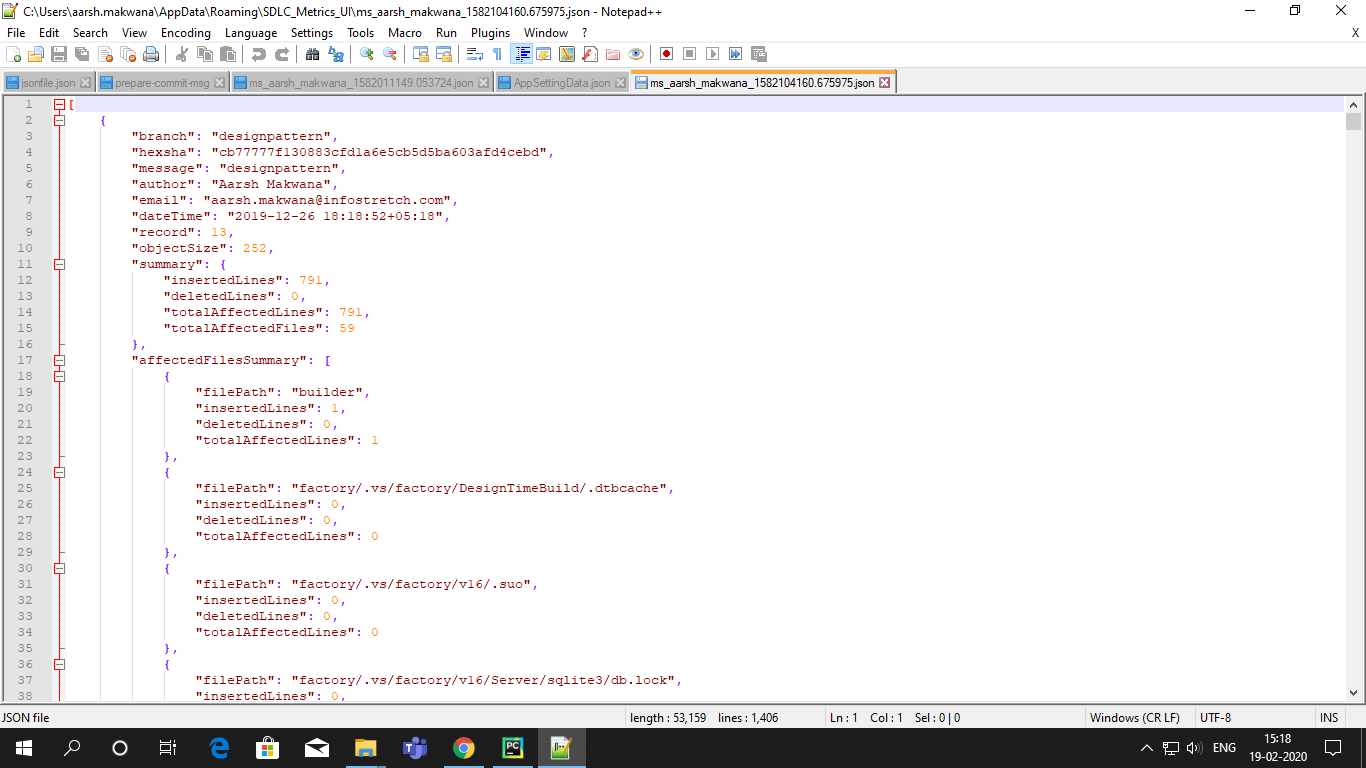 C:\Users\aarsh.makwana\AppData\Roaming\SDLC_Metrics_UI\ms_aarsh_makwana_1582104160.675975.json - Notepad++
File Edit Search View Encoding Language Settings Tools Macro Run Plugins Window ? X
jsonfile.json prepare-commit-msg ms_aarsh_makwana_1582011149.053724.json AppSettingData.json ms_aarsh_makwana_1582104160.675975.json
1 [
2 {
3 "branch": "designpattern",
4 "hexsha": "cb77777f130883cfd1a6e5cb5d5ba603afd4cebd",
5 "message": "designpattern",
6 "author": "Aarsh Makwana",
7 "email": "aarsh.makwana@infostretch.com",
8 "dateTime": "2019-12-26 18:18:52+05:18",
9 "record": 13,
10 "objectSize": 252,
11 "summary": {
12 "insertedLines": 791,
13 "deletedLines": 0,
14 "totalAffectedLines": 791,
15 "totalAffectedFiles": 59
16 },
17 "affectedFilesSummary": [
18 {
19 "filePath": "builder",
20 "insertedLines": 1,
21 "deletedLines": 0,
22 "totalAffectedLines": 1
23 },
24 {
25 "filePath": "factory/.vs/factory/DesignTimeBuild/.dtbcache",
26 "insertedLines": 0,
27 "deletedLines": 0,
28 "totalAffectedLines": 0
29 },
30 {
31 "filePath": "factory/.vs/factory/v16/.suo",
32 "insertedLines": 0,
33 "deletedLines": 0,
34 "totalAffectedLines": 0
35 },
36 {
37 "filePath": "factory/.vs/factory/v16/Server/sqlite3/db.lock",
38 "insertedLines": 0,
JSON file length : 53,159 lines : 1,406 Ln : 1 Col : 1 Sel : 0 | 0 Windows (CR LF) UTF-8 INS
ENG 15:18
19-02-2020